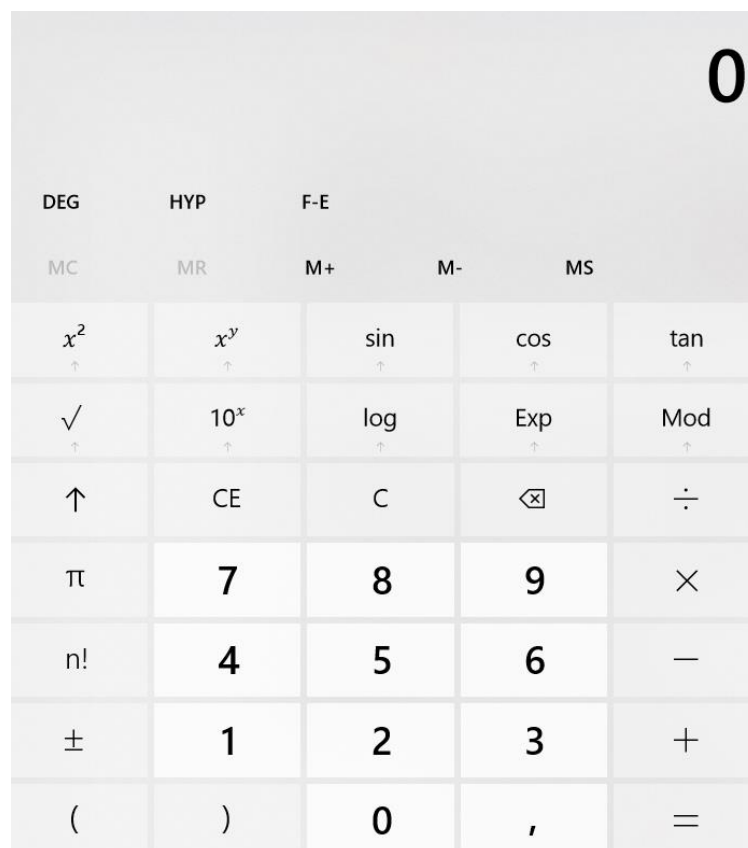 0
DEG HYP F-E
MC MR M+ M- MS
x² xʸ sin cos tan
↑ ↑ ↑ ↑ ↑
√ 10ˣ log Exp Mod
↑ ↑ ↑ ↑ ↑
↑ CE C ⌫ ÷
π 7 8 9 ×
n! 4 5 6 −
± 1 2 3 +
( ) 0 , =